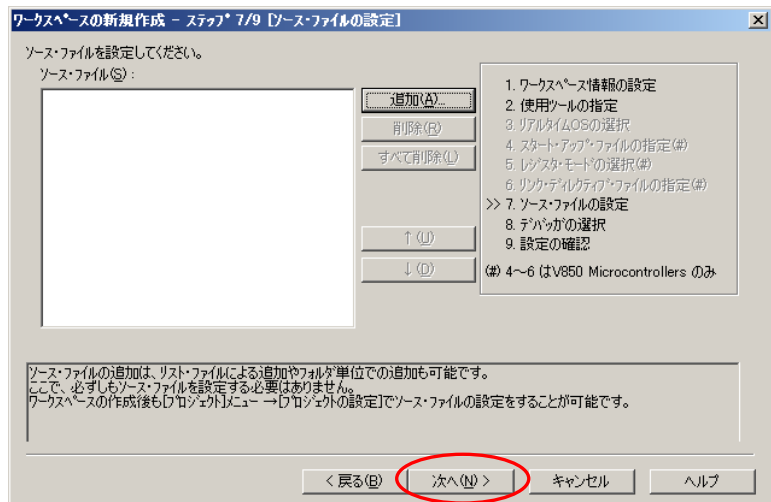 ワークスペースの新規作成 - ステップ 7/9 [ソース・ファイルの設定]
ソース・ファイルを設定してください。
ソース・ファイル(S) :
追加(A)...
削除(R)
すべて削除(L)
↑(U)
↓(D)
1. ワークスペース情報の設定
2. 使用ツールの指定
3. リアルタイムOSの選択
4. スタート・アップ・ファイルの指定(#)
5. レジスタ・モードの選択(#)
6. リンク・ディレクティブ・ファイルの指定(#)
>> 7. ソース・ファイルの設定
8. デバッガの選択
9. 設定の確認
(#) 4~6 はV850 Microcontrollers のみ
ソース・ファイルの追加は、リスト・ファイルによる追加やフォルダ単位での追加も可能です。
ここで、必ずしもソース・ファイルを設定する必要はありません。
ワークスペースの作成後も[プロジェクト]メニュー →[プロジェクトの設定]でソース・ファイルの設定をすることが可能です。
< 戻る(B)
次へ(N) >
キャンセル
ヘルプ